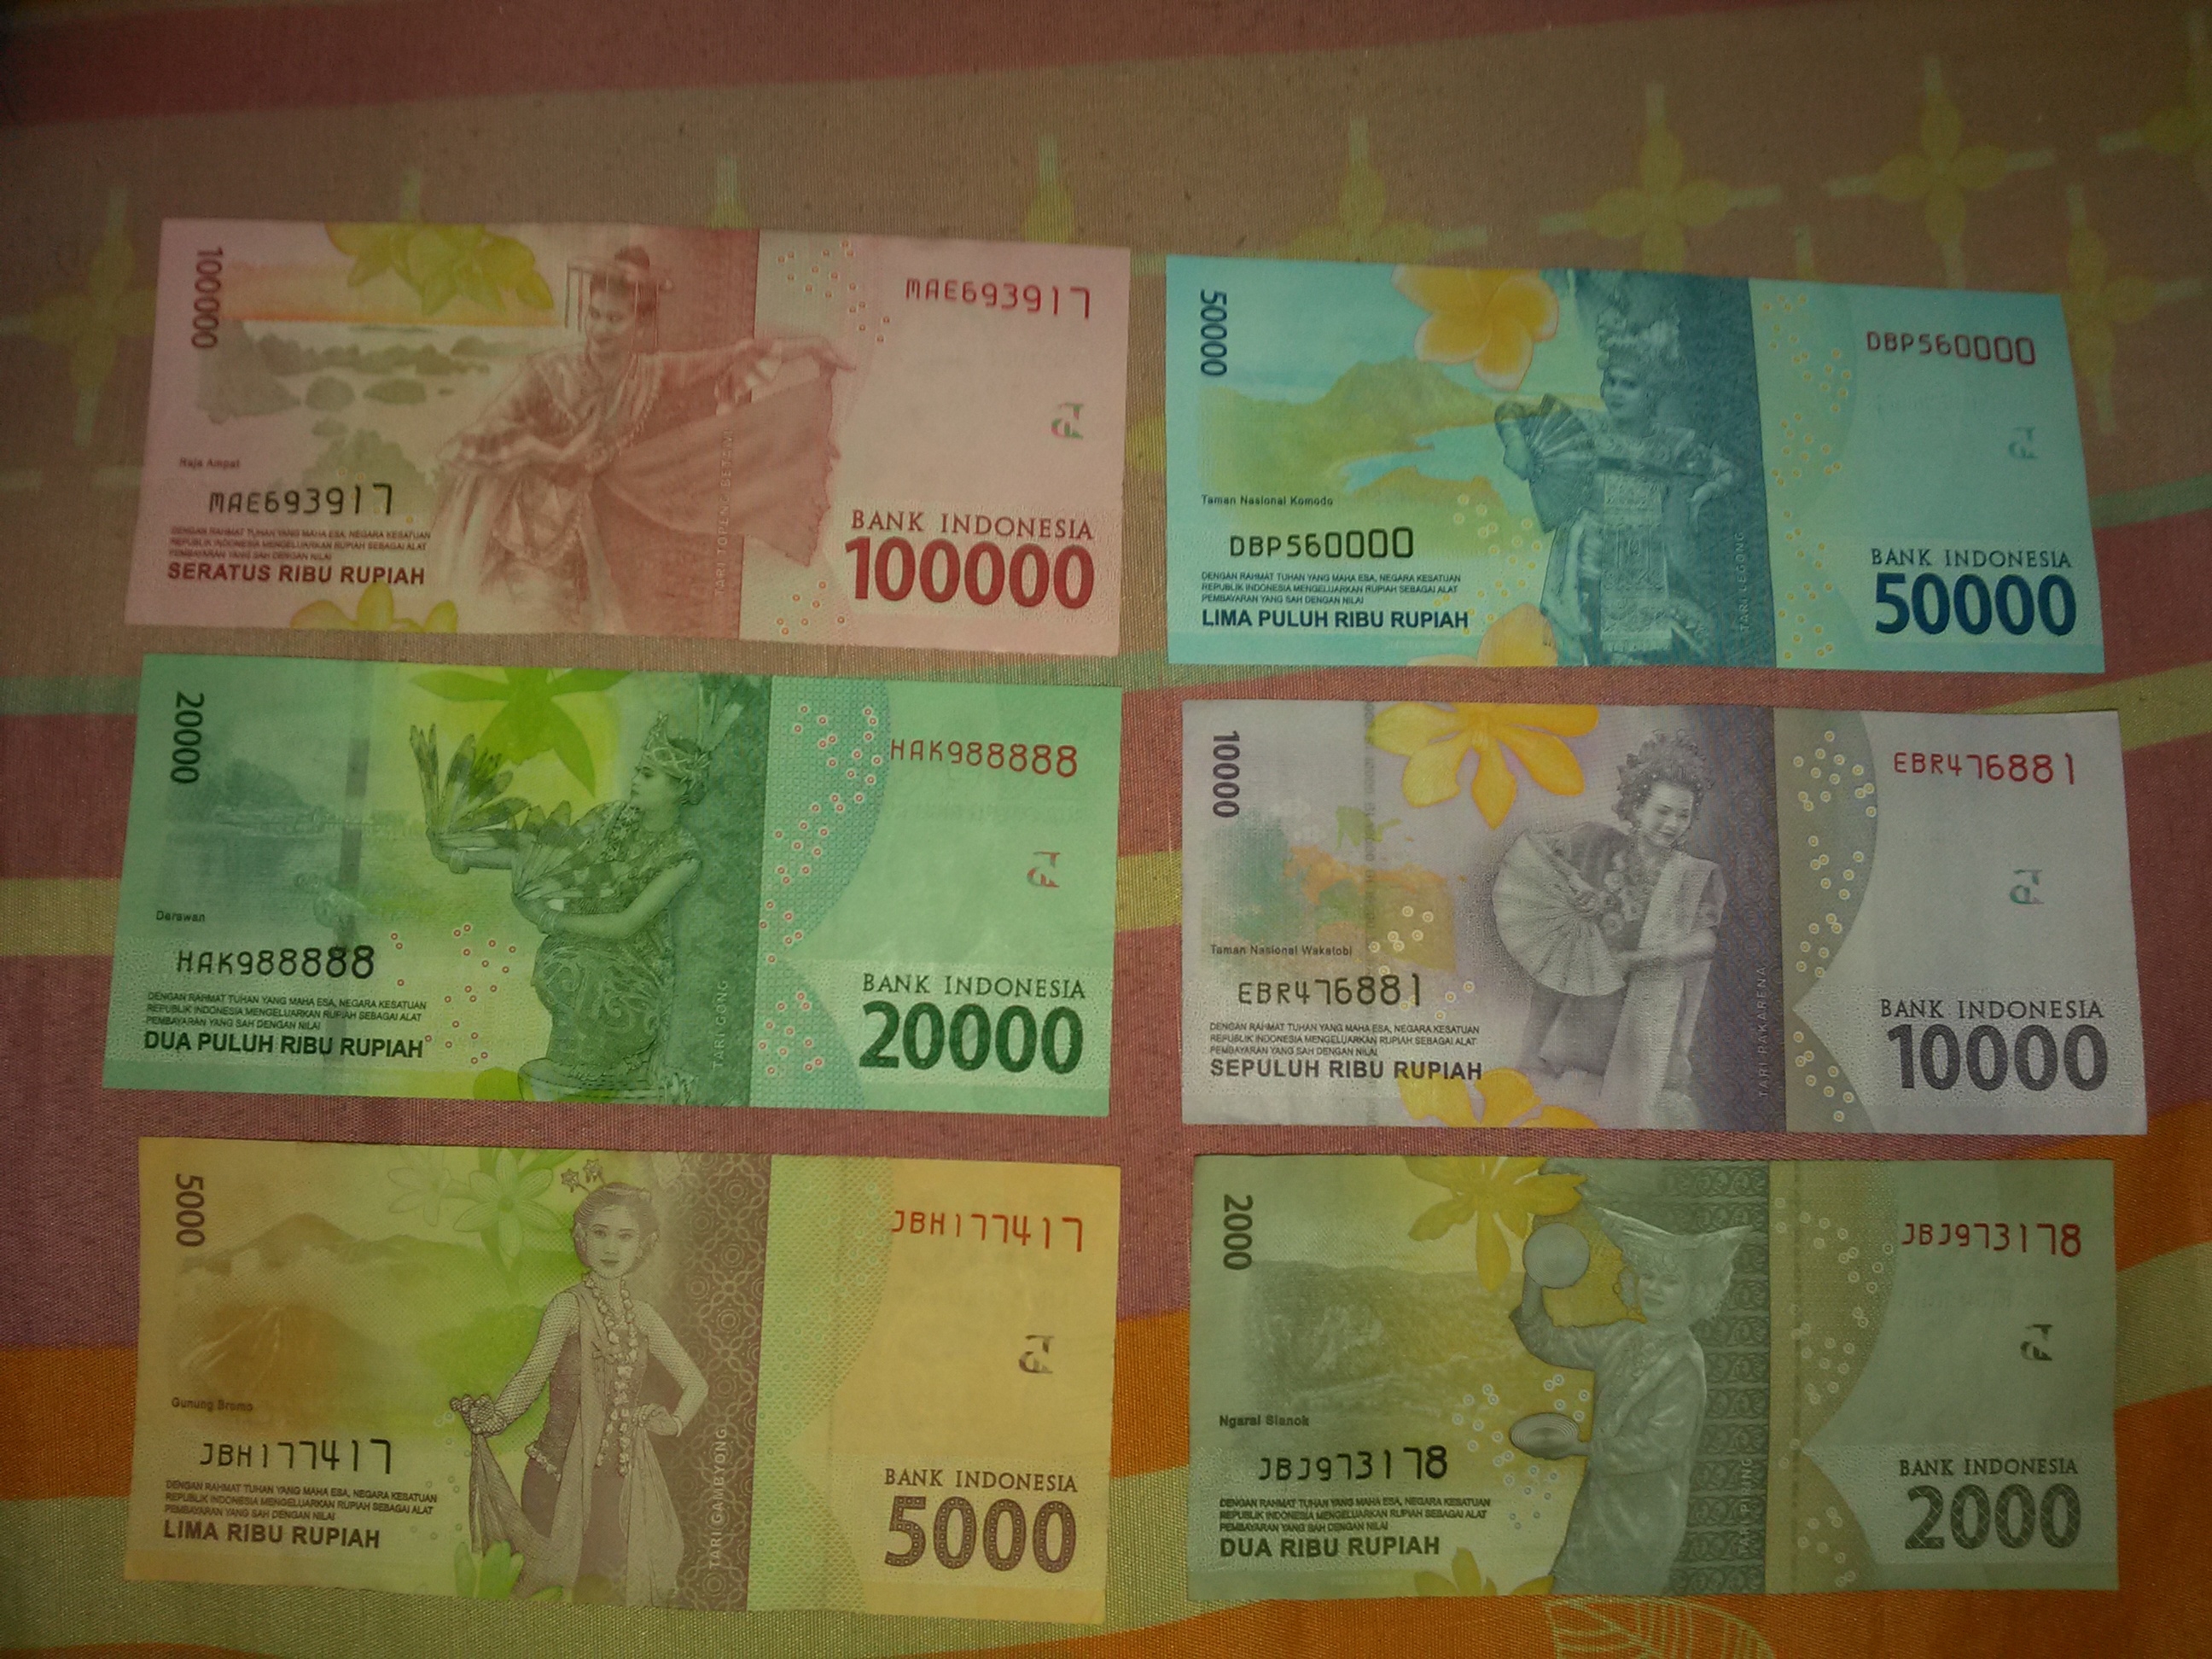 100000
MAE693917
Raja Ampat
MAE693917
DENGAN RAHMAT TUHAN YANG MAHA ESA, NEGARA KESATUAN
REPUBLIK INDONESIA MENGELUARKAN RUPIAH SEBAGAI ALAT
PEMBAYARAN YANG SAH DENGAN NILAI
SERATUS RIBU RUPIAH
TARI TOPENG BETAWI
BANK INDONESIA
100000
50000
DBP560000
Taman Nasional Komodo
DBP560000
DENGAN RAHMAT TUHAN YANG MAHA ESA, NEGARA KESATUAN
REPUBLIK INDONESIA MENGELUARKAN RUPIAH SEBAGAI ALAT
PEMBAYARAN YANG SAH DENGAN NILAI
LIMA PULUH RIBU RUPIAH
TARI LEGONG
BANK INDONESIA
50000
20000
HAK988888
Derawan
HAK988888
DENGAN RAHMAT TUHAN YANG MAHA ESA, NEGARA KESATUAN
REPUBLIK INDONESIA MENGELUARKAN RUPIAH SEBAGAI ALAT
PEMBAYARAN YANG SAH DENGAN NILAI
DUA PULUH RIBU RUPIAH
TARI GONG
BANK INDONESIA
20000
10000
EBR476881
Taman Nasional Wakatobi
EBR476881
DENGAN RAHMAT TUHAN YANG MAHA ESA, NEGARA KESATUAN
REPUBLIK INDONESIA MENGELUARKAN RUPIAH SEBAGAI ALAT
PEMBAYARAN YANG SAH DENGAN NILAI
SEPULUH RIBU RUPIAH
TARI PAKARENA
BANK INDONESIA
10000
5000
JBH177417
Gunung Bromo
JBH177417
DENGAN RAHMAT TUHAN YANG MAHA ESA, NEGARA KESATUAN
REPUBLIK INDONESIA MENGELUARKAN RUPIAH SEBAGAI ALAT
PEMBAYARAN YANG SAH DENGAN NILAI
LIMA RIBU RUPIAH
TARI GAMBYONG
BANK INDONESIA
5000
2000
JBJ973178
Ngarai Sianok
JBJ973178
DENGAN RAHMAT TUHAN YANG MAHA ESA, NEGARA KESATUAN
REPUBLIK INDONESIA MENGELUARKAN RUPIAH SEBAGAI ALAT
PEMBAYARAN YANG SAH DENGAN NILAI
DUA RIBU RUPIAH
TARI PIRING
BANK INDONESIA
2000